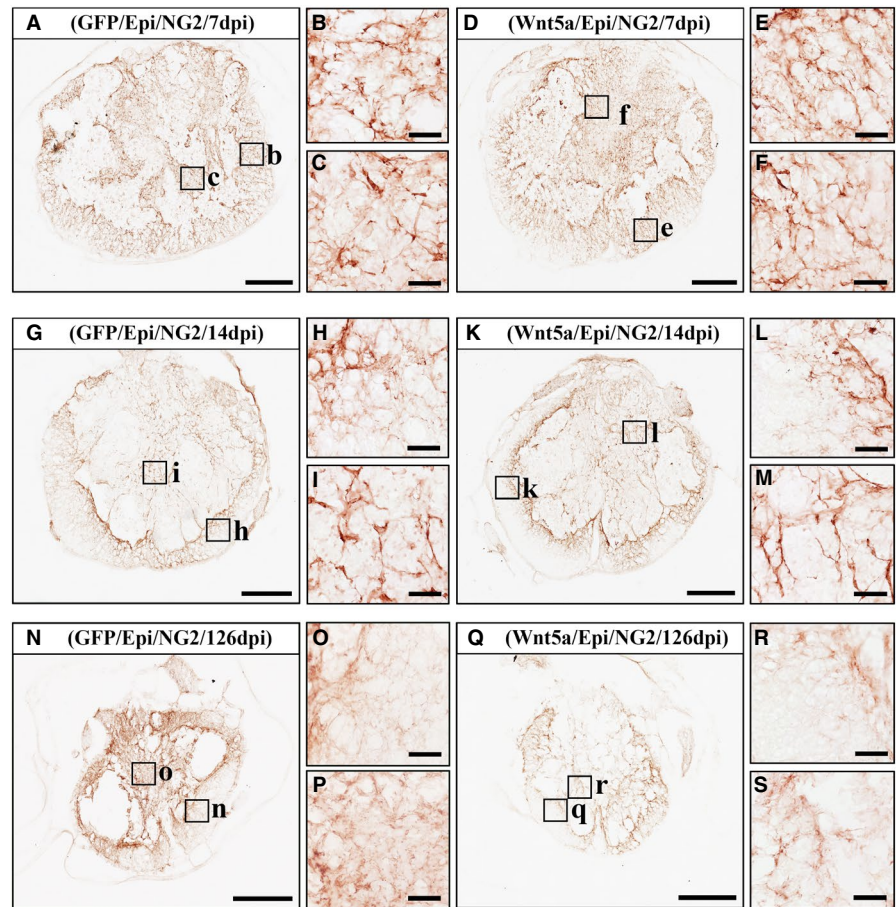 A (GFP/Epi/NG2/7dpi)
B
D (Wnt5a/Epi/NG2/7dpi)
E
b
c
C
f
e
F
G (GFP/Epi/NG2/14dpi)
H
K (Wnt5a/Epi/NG2/14dpi)
L
i
h
I
l
k
M
N (GFP/Epi/NG2/126dpi)
O
Q (Wnt5a/Epi/NG2/126dpi)
R
o
n
P
r
q
S